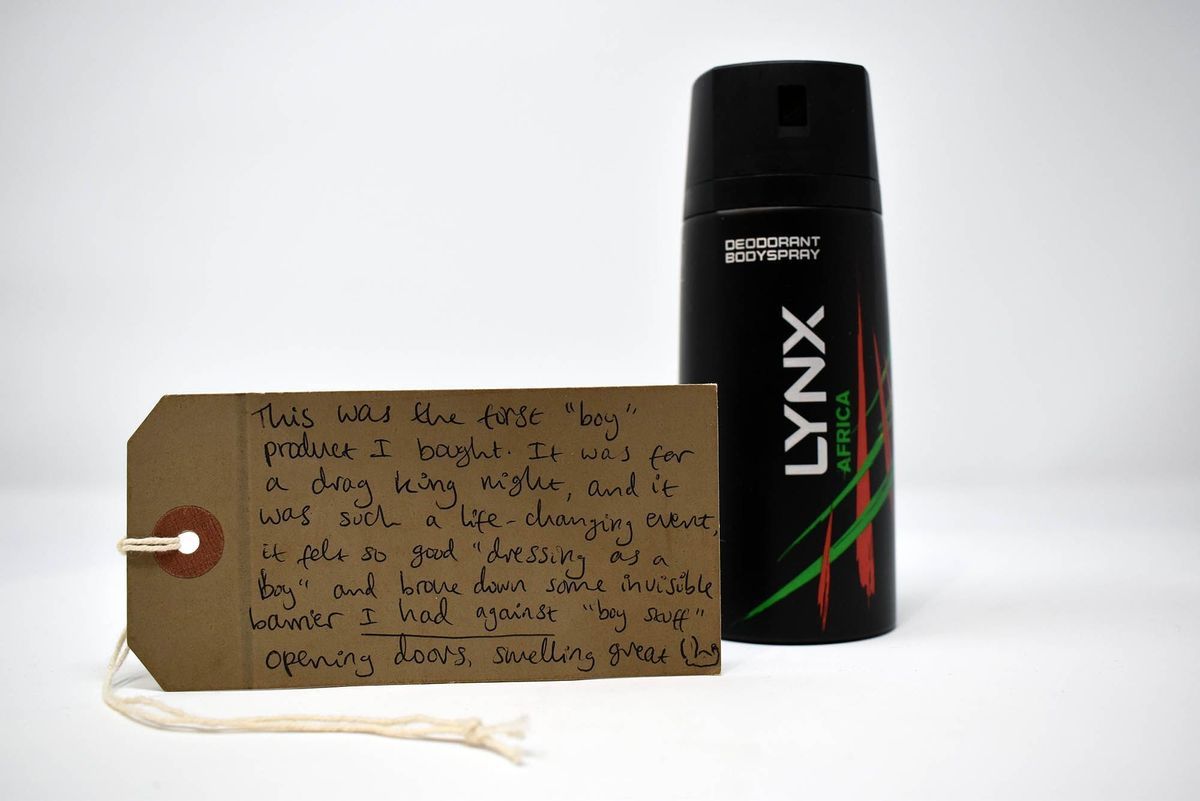 This was the first "boy"
product I bought. It was for
a drag king night, and it
was such a life-changing event,
it felt so good "dressing as a
boy" and broke down some invisible
barrier I had against "boy stuff"
opening doors, smelling great
DEODORANT
BODYSPRAY
LYNX
AFRICA